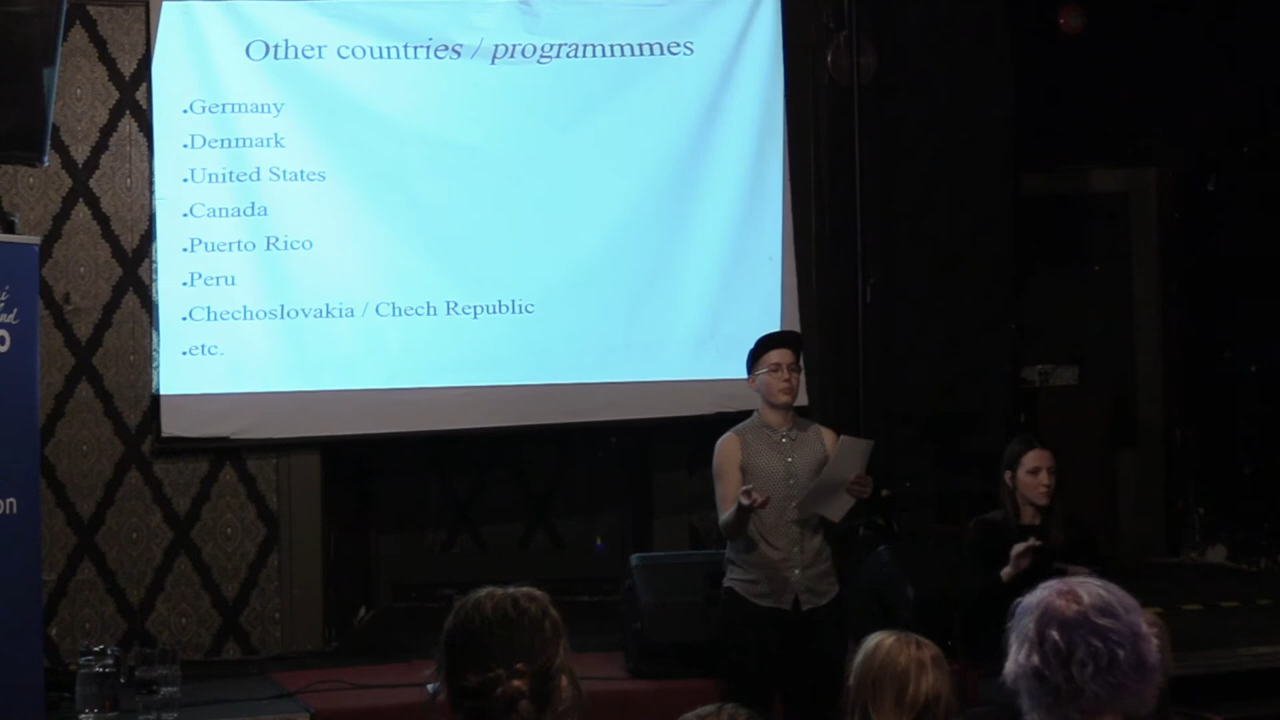 Other countries / programmmes
.Germany
.Denmark
.United States
.Canada
.Puerto Rico
.Peru
.Chechoslovakia / Chech Republic
.etc.